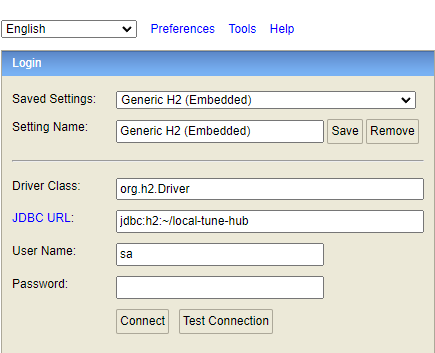 English Preferences Tools Help
Login
Saved Settings: Generic H2 (Embedded)
Setting Name: Generic H2 (Embedded) Save Remove
Driver Class: org.h2.Driver
JDBC URL: jdbc:h2:~/local-tune-hub
User Name: sa
Password:
Connect Test Connection